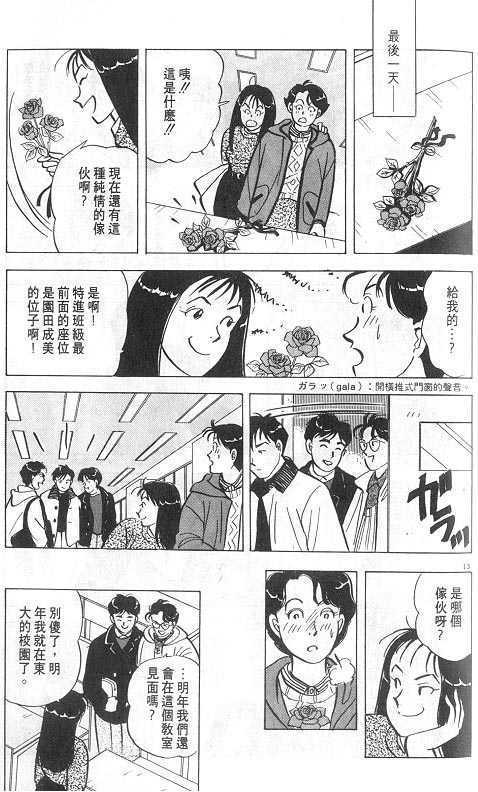 最後一天——
咦!!
這是什麼!!
現在還有這
種純情的傢
伙啊?
給我的…?
是啊!
特進班級最
前面的座位
是園田成美
的位子啊!
ガラッ(gala):開橫推式門窗的聲音。
ガラッ
13
是哪個
傢伙呀?
…明年我們還
會在這個教室
見面嗎?
別傻了,明
年我就在東
大的校園了。